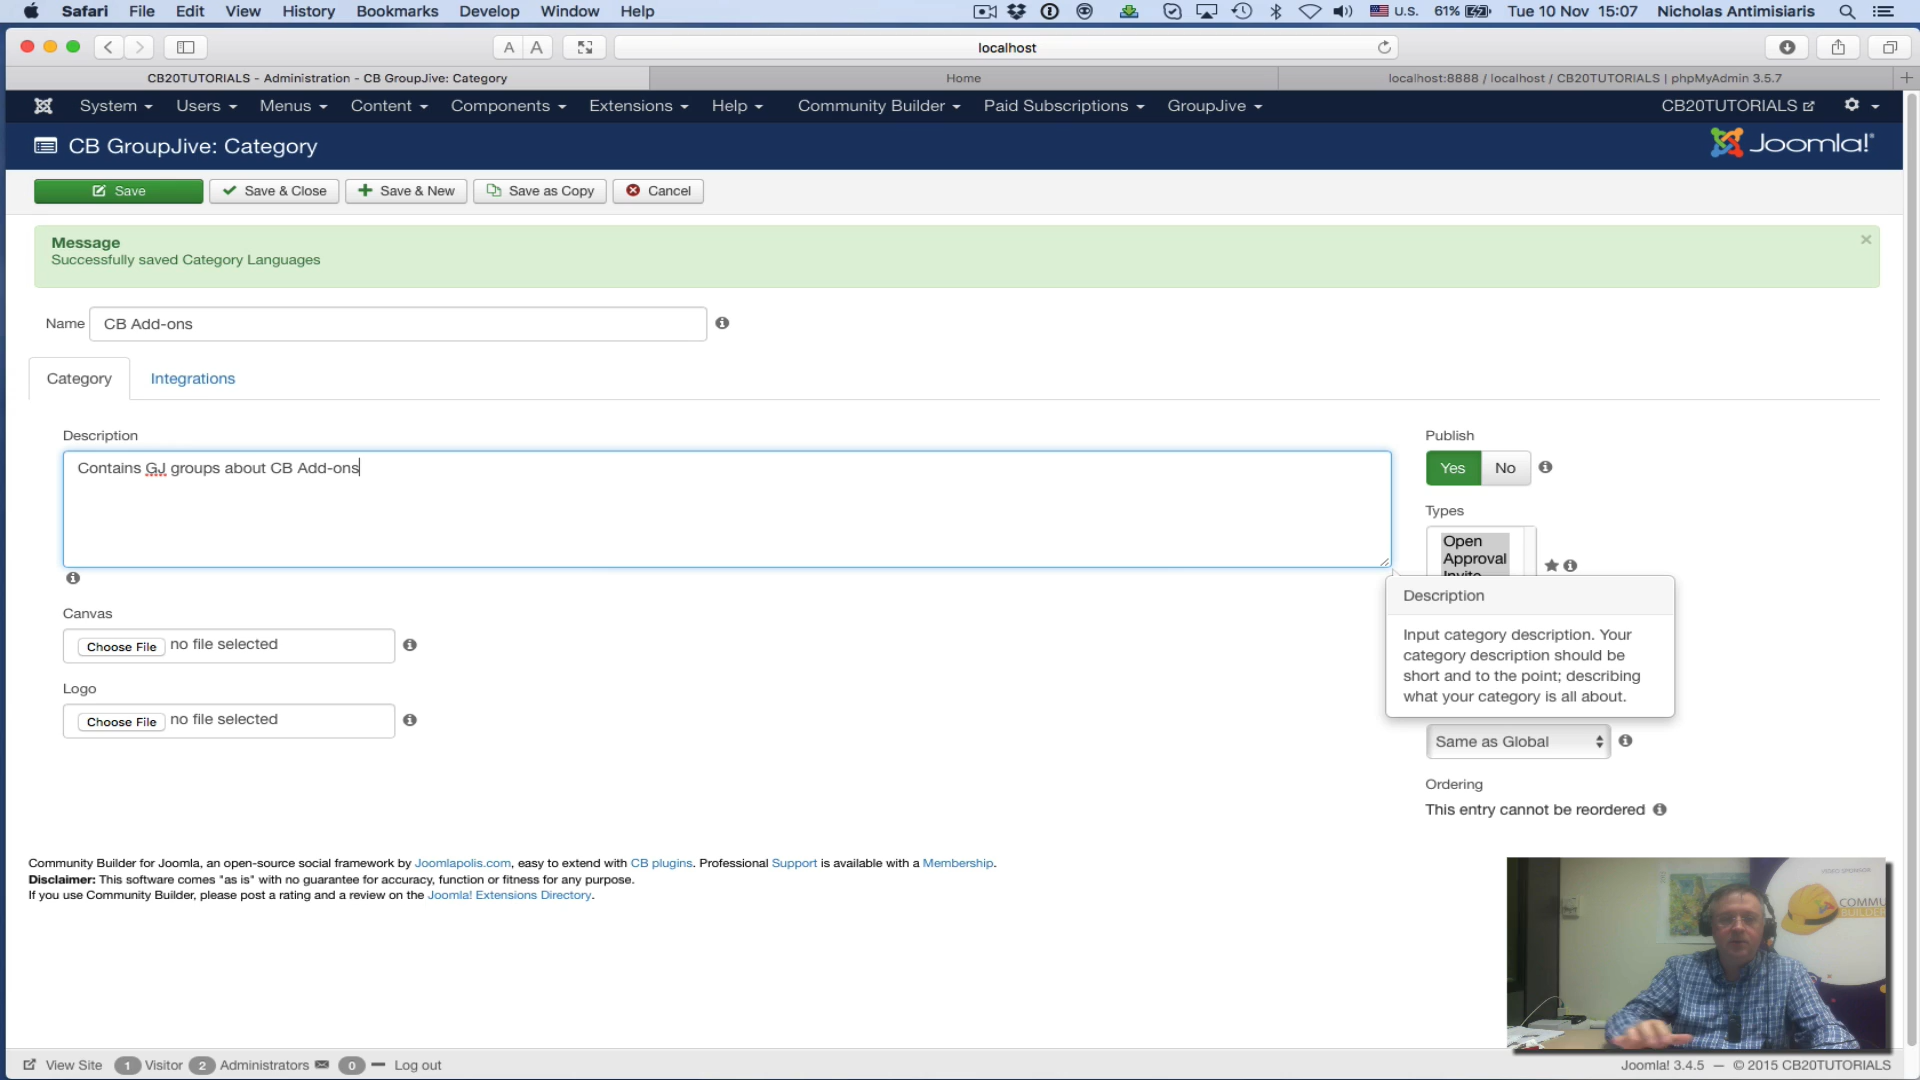 Safari File Edit View History Bookmarks Develop Window Help U.S. 61% Tue 10 Nov 15:07 Nicholas Antimisiaris
A A localhost
CB20TUTORIALS - Administration - CB GroupJive: Category Home localhost:8888 / localhost / CB20TUTORIALS | phpMyAdmin 3.5.7
System Users Menus Content Components Extensions Help Community Builder Paid Subscriptions GroupJive CB20TUTORIALS
CB GroupJive: Category Joomla!
Save Save & Close Save & New Save as Copy Cancel
Message
Successfully saved Category Languages
Name CB Add-ons
Category Integrations
Description
Contains GJ groups about CB Add-ons
Publish
Yes No
Types
Open
Approval
Invite
Description
Input category description. Your
category description should be
short and to the point; describing
what your category is all about.
Canvas
Choose File no file selected
Logo
Choose File no file selected
Same as Global
Ordering
This entry cannot be reordered
Community Builder for Joomla, an open-source social framework by Joomlapolis.com, easy to extend with CB plugins. Professional Support is available with a Membership.
Disclaimer: This software comes "as is" with no guarantee for accuracy, function or fitness for any purpose.
If you use Community Builder, please post a rating and a review on the Joomla! Extensions Directory.
VIDEO SPONSOR
COMMU
BUILDER
View Site 1 Visitor 2 Administrators 0 Log out Joomla! 3.4.5 — © 2015 CB20TUTORIALS